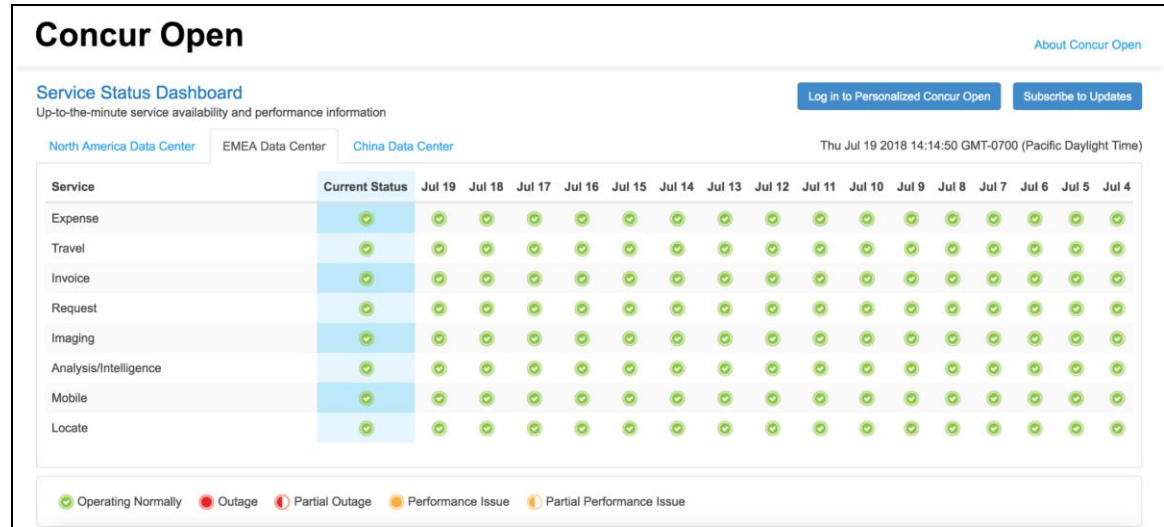 Concur Open
About Concur Open
Service Status Dashboard
Up-to-the-minute service availability and performance information
Log in to Personalized Concur Open
Subscribe to Updates
North America Data Center EMEA Data Center China Data Center
Thu Jul 19 2018 14:14:50 GMT-0700 (Pacific Daylight Time)
Service Current Status Jul 19 Jul 18 Jul 17 Jul 16 Jul 15 Jul 14 Jul 13 Jul 12 Jul 11 Jul 10 Jul 9 Jul 8 Jul 7 Jul 6 Jul 5 Jul 4
Expense
Travel
Invoice
Request
Imaging
Analysis/Intelligence
Mobile
Locate
Operating Normally Outage Partial Outage Performance Issue Partial Performance Issue